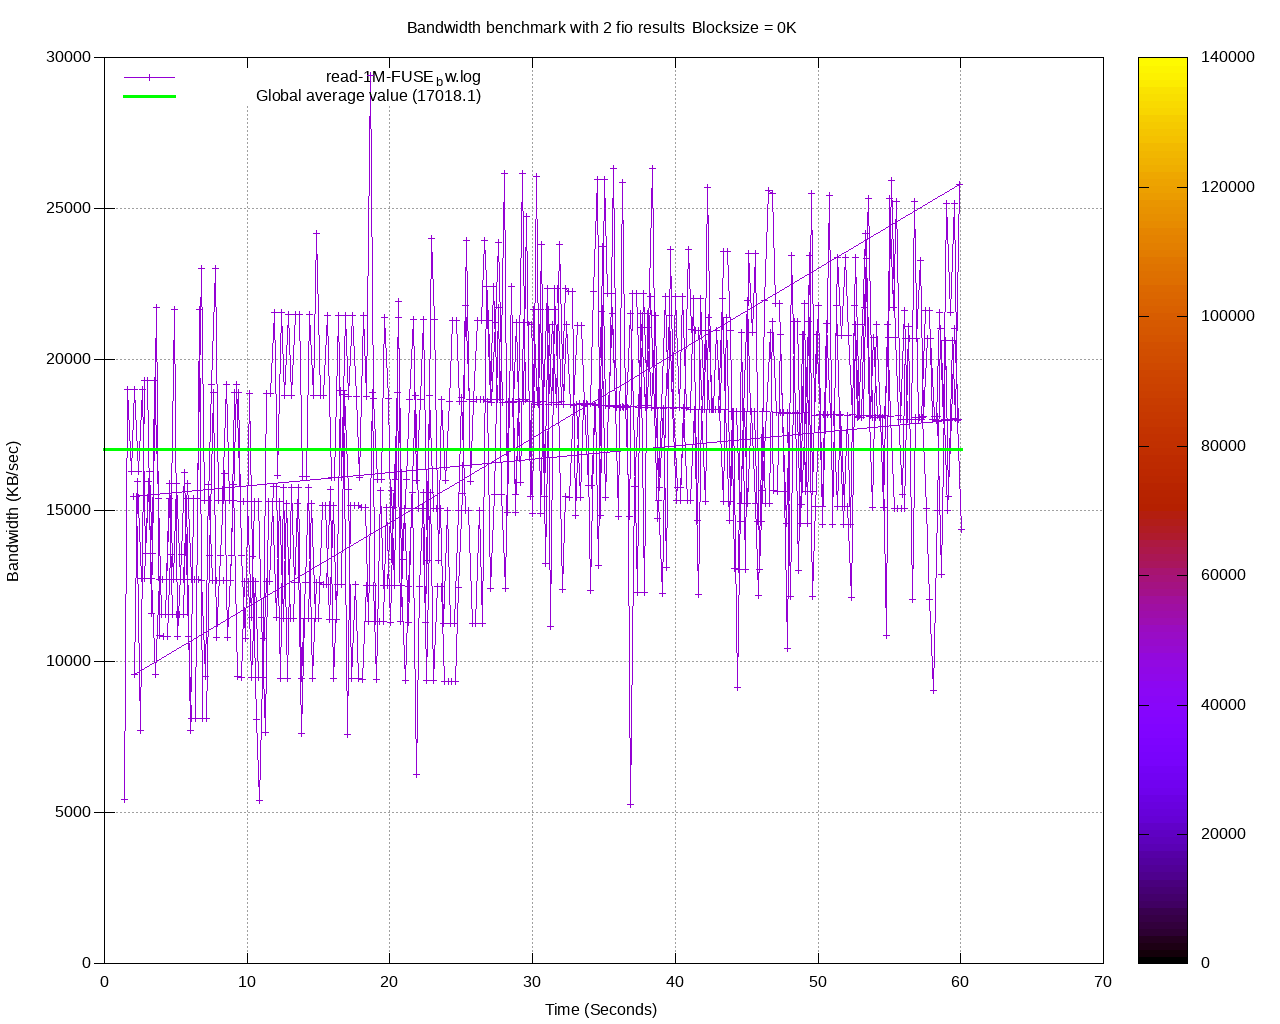 Bandwidth benchmark with 2 fio results Blocksize = 0K
30000
25000
20000
15000
10000
5000
0
Bandwidth (KB/sec)
read-1M-FUSEbw.log
Global average value (17018.1)
0 10 20 30 40 50 60 70
Time (Seconds)
140000
120000
100000
80000
60000
40000
20000
0